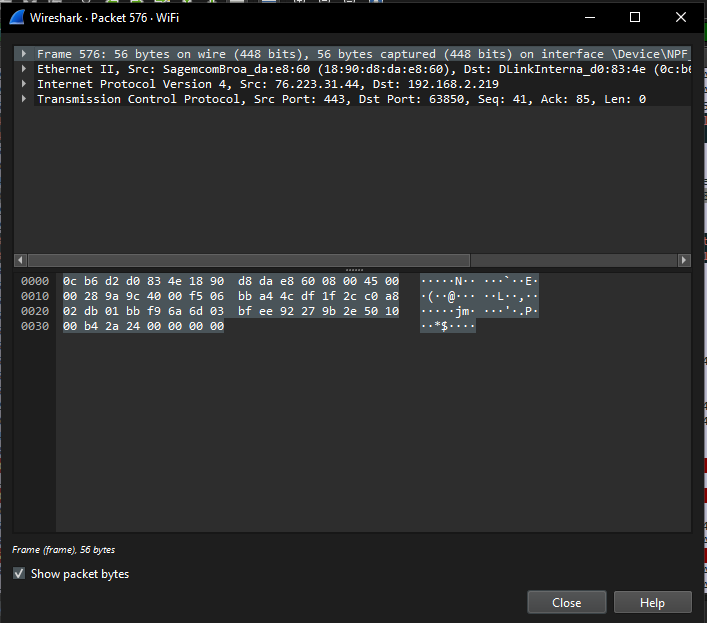 Wireshark · Packet 576 · WiFi
Frame 576: 56 bytes on wire (448 bits), 56 bytes captured (448 bits) on interface \Device\NPF_
Ethernet II, Src: SagemcomBroa_da:e8:60 (18:90:d8:da:e8:60), Dst: DLinkInterna_d0:83:4e (0c:b6
Internet Protocol Version 4, Src: 76.223.31.44, Dst: 192.168.2.219
Transmission Control Protocol, Src Port: 443, Dst Port: 63850, Seq: 41, Ack: 85, Len: 0
0000 0c b6 d2 d0 83 4e 18 90 d8 da e8 60 08 00 45 00 ·····N·· ···`··E·
0010 00 28 9a 9c 40 00 f5 06 bb a4 4c df 1f 2c c0 a8 ·(··@··· ··L··,··
0020 02 db 01 bb f9 6a 6d 03 bf ee 92 27 9b 2e 50 10 ·····jm· ···'·.P·
0030 00 b4 2a 24 00 00 00 00 ··*$····
Frame (frame), 56 bytes
Show packet bytes
Close Help